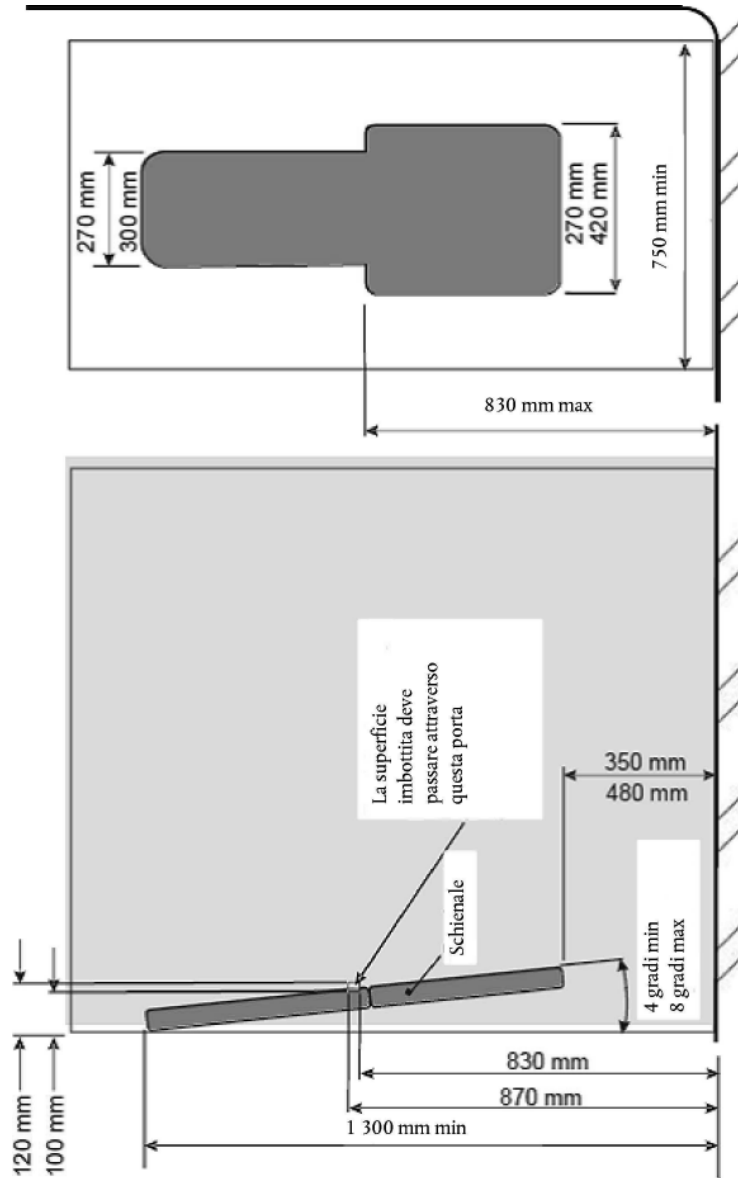 270 mm
300 mm
270 mm
420 mm
750 mm min
830 mm max
La superficie
imbottita deve
passare attraverso
questa porta
Schienale
350 mm
480 mm
4 gradi min
8 gradi max
830 mm
870 mm
1 300 mm min
120 mm
100 mm